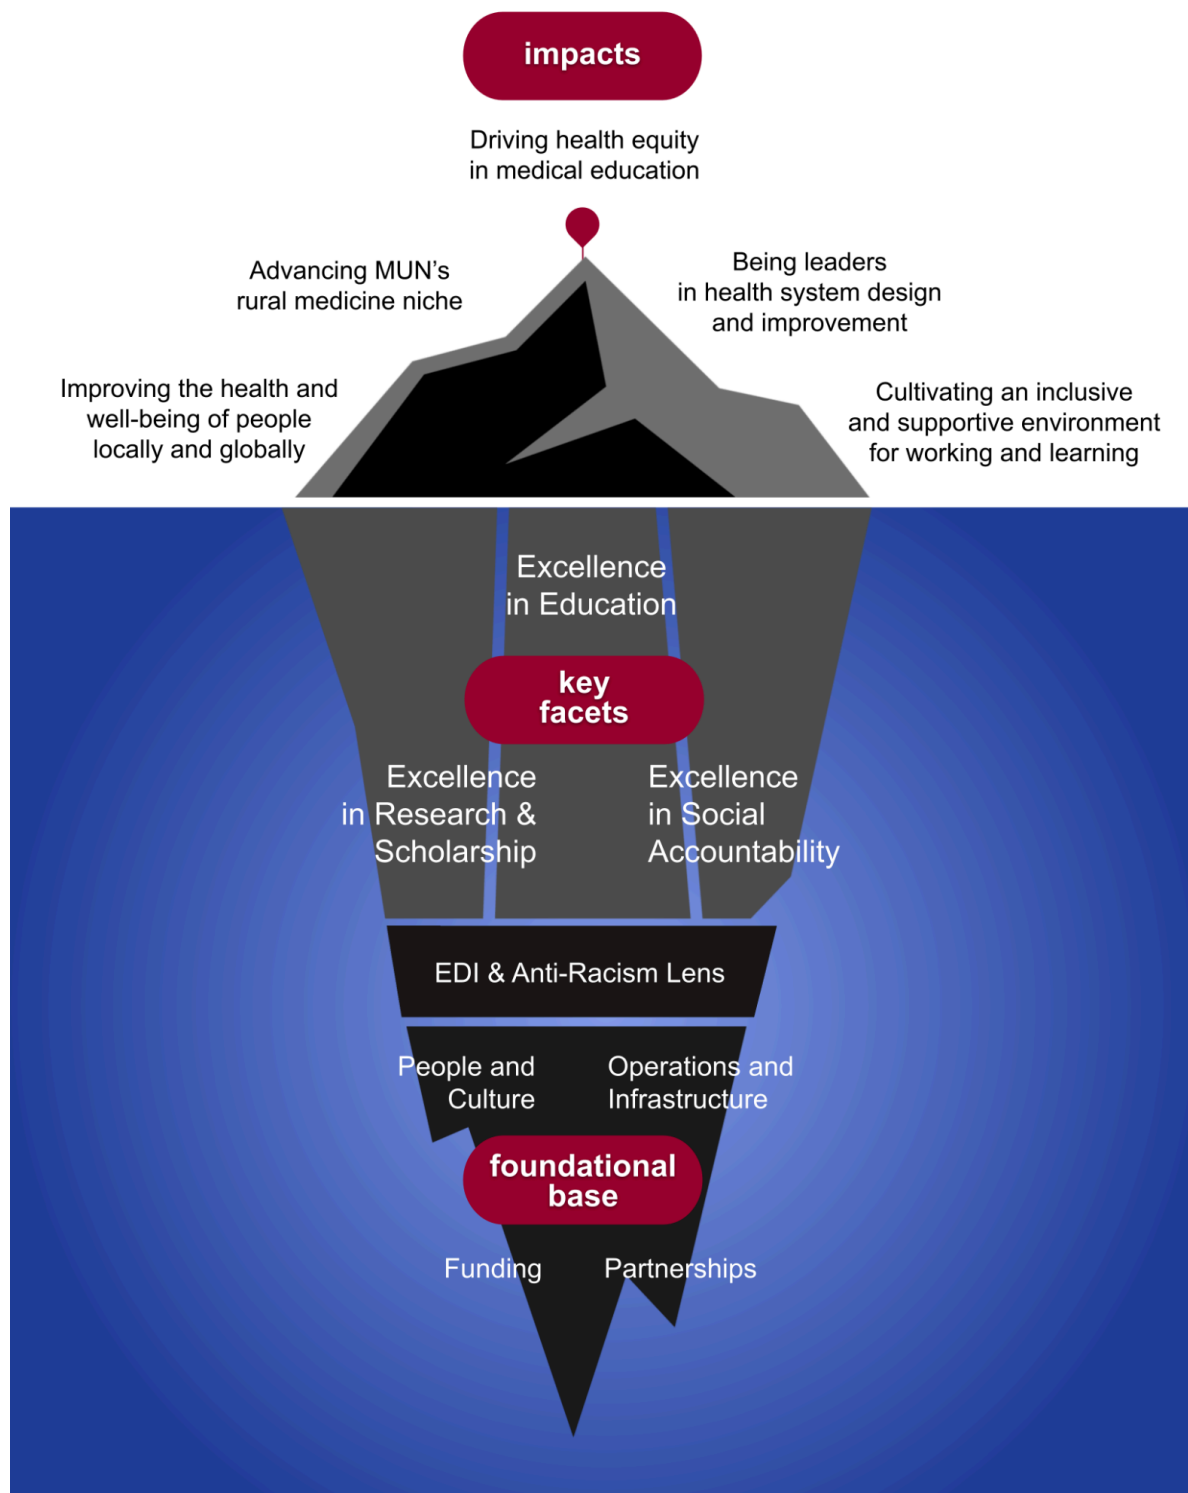 impacts
Driving health equity
in medical education
Advancing MUN’s
rural medicine niche
Being leaders
in health system design
and improvement
Improving the health and
well-being of people
locally and globally
Cultivating an inclusive
and supportive environment
for working and learning
Excellence
in Education
key
facets
Excellence
in Research &
Scholarship
Excellence
in Social
Accountability
EDI & Anti-Racism Lens
People and
Culture
Operations and
Infrastructure
foundational
base
Funding
Partnerships